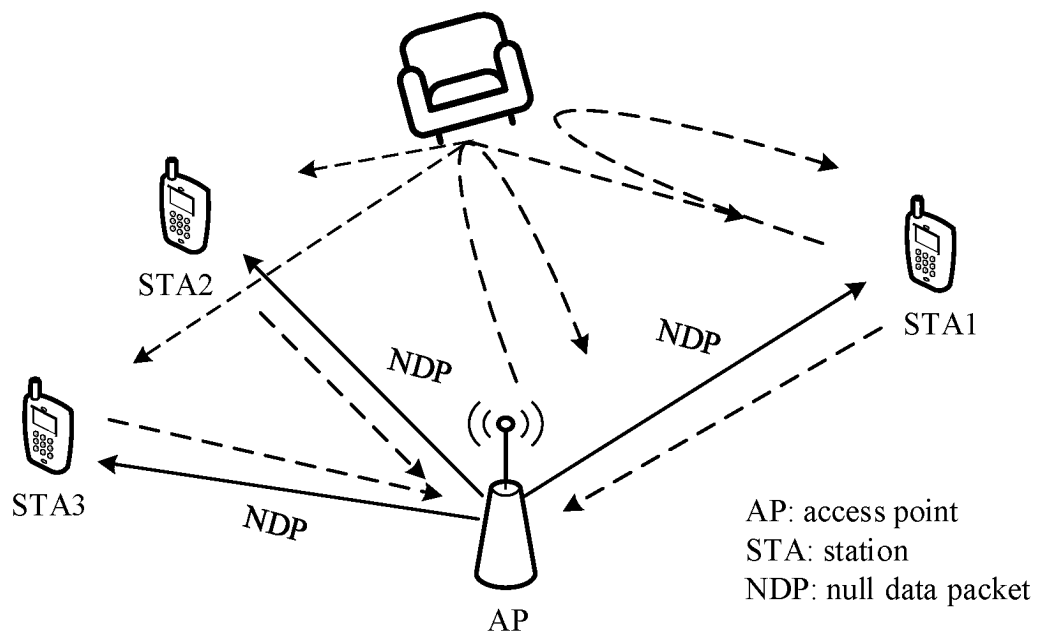 STA2
NDP
NDP
STA1
STA3
NDP
AP: access point
STA: station
NDP: null data packet
AP